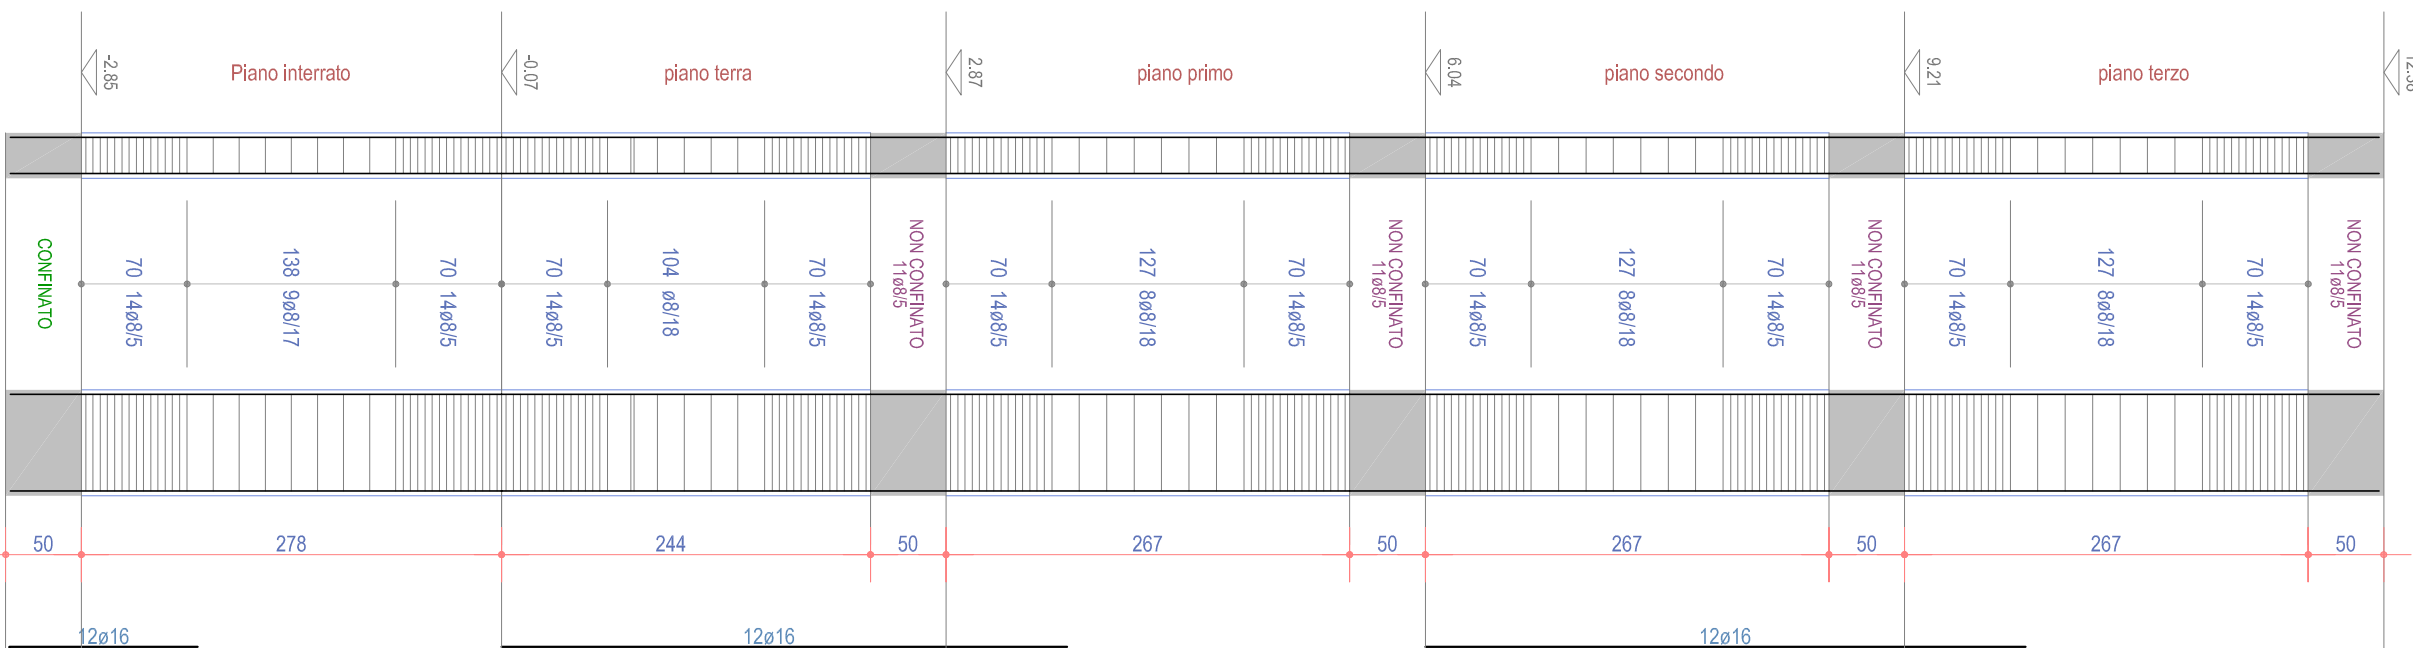 -2.85
Piano interrato
-0.07
piano terra
2.87
piano primo
6.04
piano secondo
9.21
piano terzo
CONFINATO
70 14ø8/5
138 9ø8/17
70 14ø8/5
70 14ø8/5
104 ø8/18
70 14ø8/5
NON CONFINATO
11ø8/5
70 14ø8/5
127 8ø8/18
70 14ø8/5
NON CONFINATO
11ø8/5
70 14ø8/5
127 8ø8/18
70 14ø8/5
NON CONFINATO
11ø8/5
70 14ø8/5
127 8ø8/18
70 14ø8/5
NON CONFINATO
11ø8/5
50 278 244 50 267 50 267 50 267 50
12ø16 12ø16 12ø16